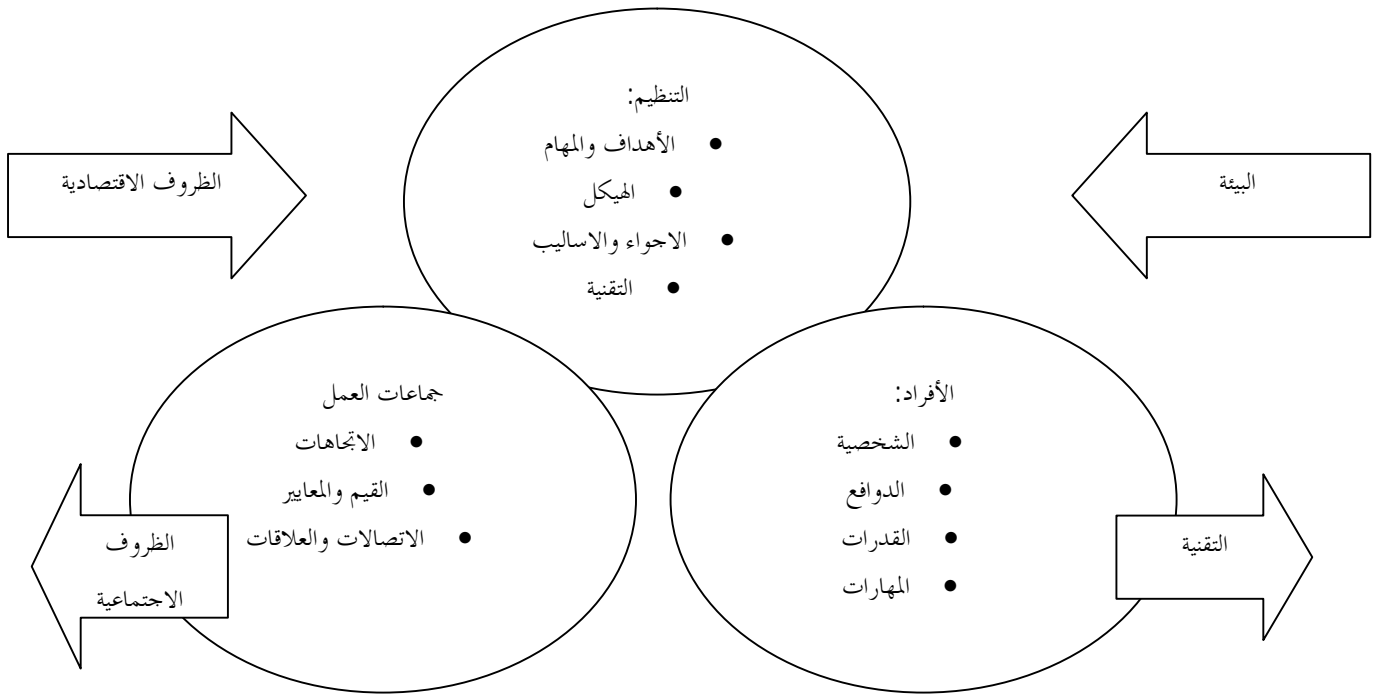 التنظيم:
● الأهداف والمهام
● الهيكل
● الاجواء والاساليب
● التقنية
البيئة
الظروف الاقتصادية
الأفراد:
● الشخصية
● الدوافع
● القدرات
● المهارات
جماعات العمل
● الاتجاهات
● القيم والمعايير
● الاتصالات والعلاقات
التقنية
الظروف
الاجتماعية